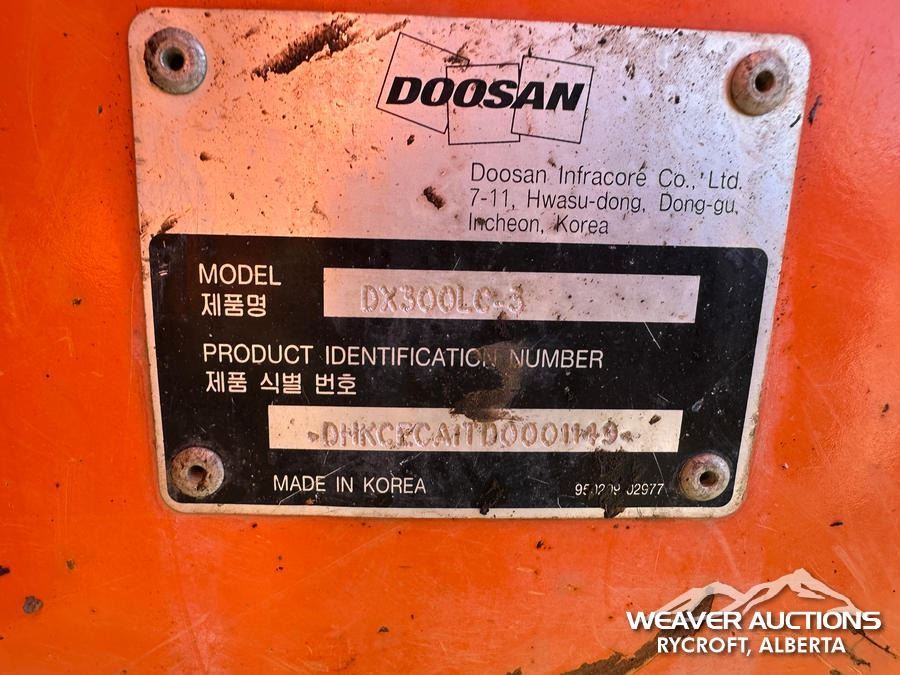 DOOSAN
Doosan Infracore Co., Ltd.
7-11, Hwasu-dong, Dong-gu,
Incheon, Korea
MODEL
제품명
DX300LC-3
PRODUCT IDENTIFICATION NUMBER
제품 식별 번호
MADE IN KOREA
WEAVER AUCTIONS
RYCROFT, ALBERTA